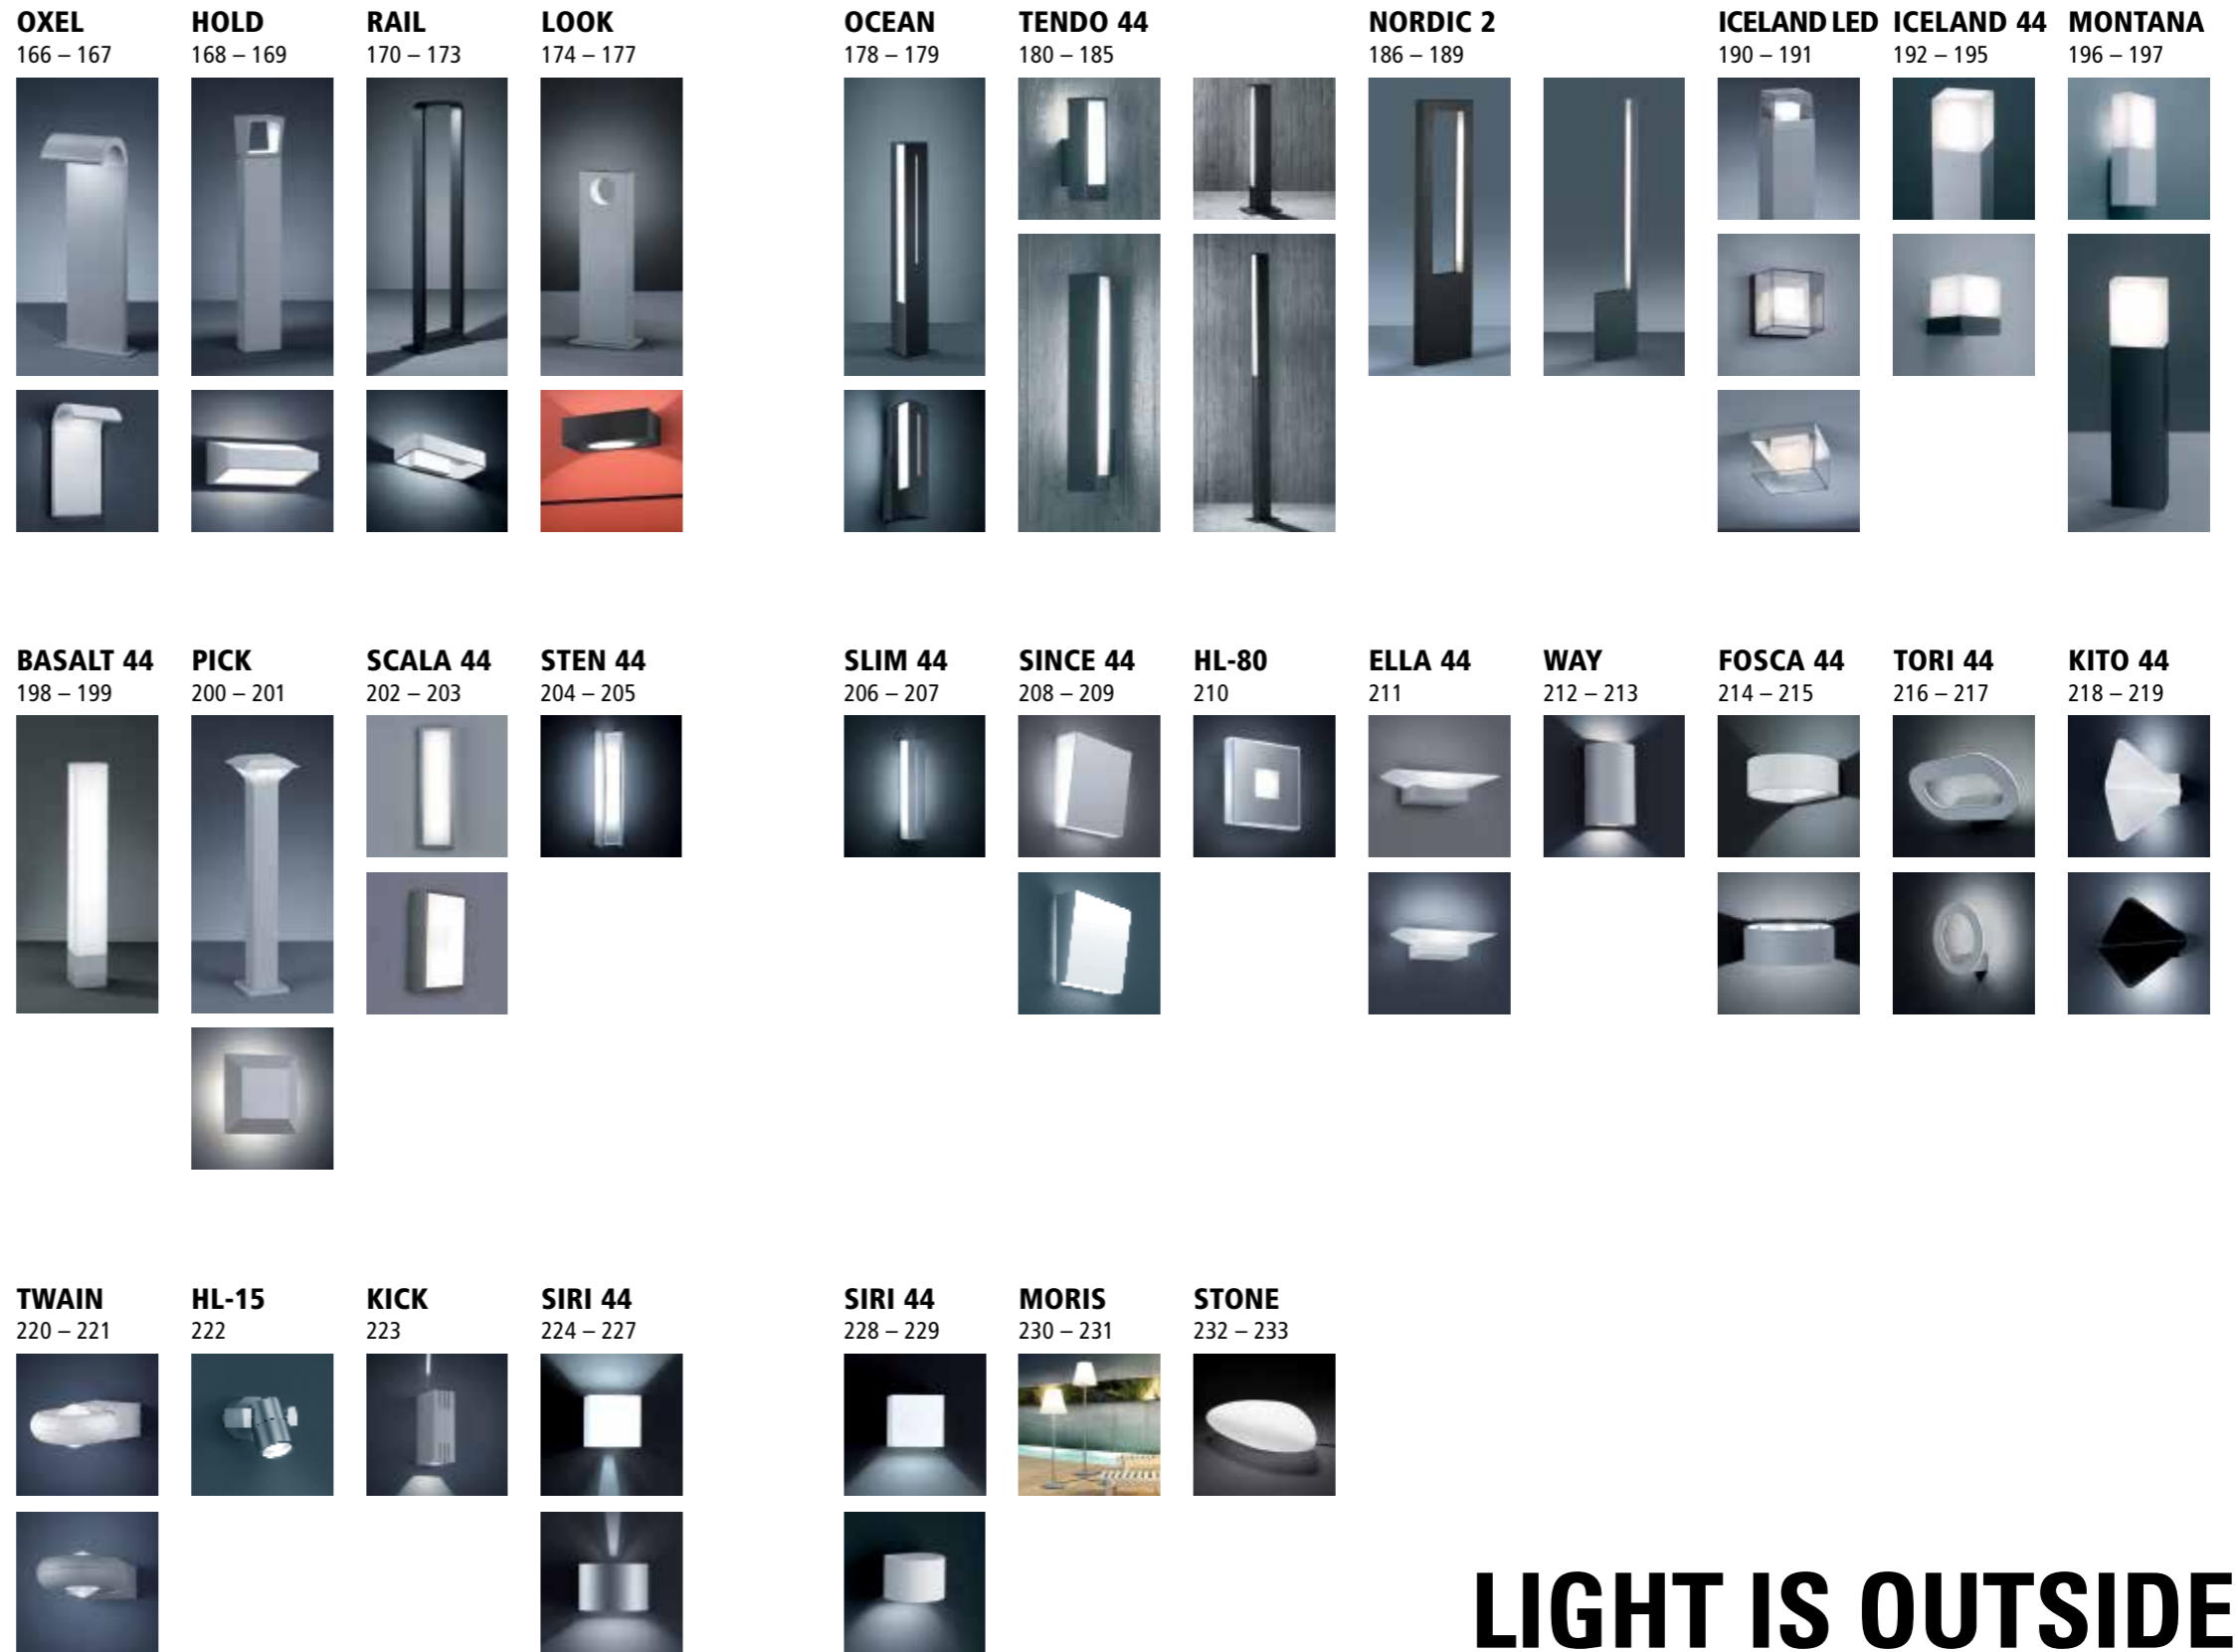 OXEL
166 – 167
HOLD
168 – 169
RAIL
170 – 173
LOOK
174 – 177
OCEAN
178 – 179
TENDO 44
180 – 185
NORDIC 2
186 – 189
ICELAND LED
190 – 191
ICELAND 44
192 – 195
MONTANA
196 – 197
BASALT 44
198 – 199
PICK
200 – 201
SCALA 44
202 – 203
STEN 44
204 – 205
SLIM 44
206 – 207
SINCE 44
208 – 209
HL-80
210
ELLA 44
211
WAY
212 – 213
FOSCA 44
214 – 215
TORI 44
216 – 217
KITO 44
218 – 219
TWAIN
220 – 221
HL-15
222
KICK
223
SIRI 44
224 – 227
SIRI 44
228 – 229
MORIS
230 – 231
STONE
232 – 233
LIGHT IS OUTSIDE